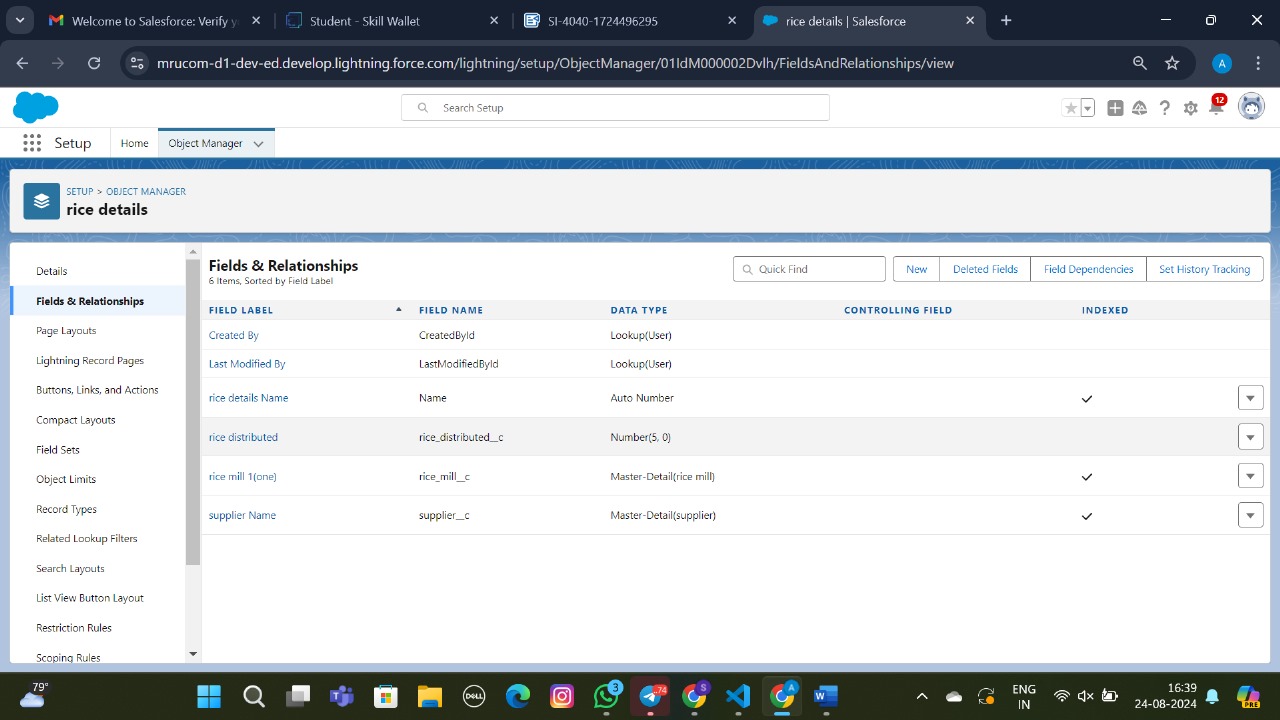 Welcome to Salesforce: Verify y
Student - Skill Wallet
SI-4040-1724496295
rice details | Salesforce
mrucom-d1-dev-ed.develop.lightning.force.com/lightning/setup/ObjectManager/01IdM000002Dvlh/FieldsAndRelationships/view
A
Search Setup
12
Setup
Home
Object Manager
SETUP > OBJECT MANAGER
rice details
Details
Fields & Relationships
Page Layouts
Lightning Record Pages
Buttons, Links, and Actions
Compact Layouts
Field Sets
Object Limits
Record Types
Related Lookup Filters
Search Layouts
List View Button Layout
Restriction Rules
Scoping Rules
Fields & Relationships
6 Items, Sorted by Field Label
Quick Find
New
Deleted Fields
Field Dependencies
Set History Tracking
FIELD LABEL FIELD NAME DATA TYPE CONTROLLING FIELD INDEXED
Created By CreatedById Lookup(User)
Last Modified By LastModifiedById Lookup(User)
rice details Name Name Auto Number
rice distributed rice_distributed__c Number(5, 0)
rice mill 1(one) rice_mill__c Master-Detail(rice mill)
supplier Name supplier__c Master-Detail(supplier)
79°
DELL
3
74
S
A
ENG
IN
16:39
24-08-2024
PRE